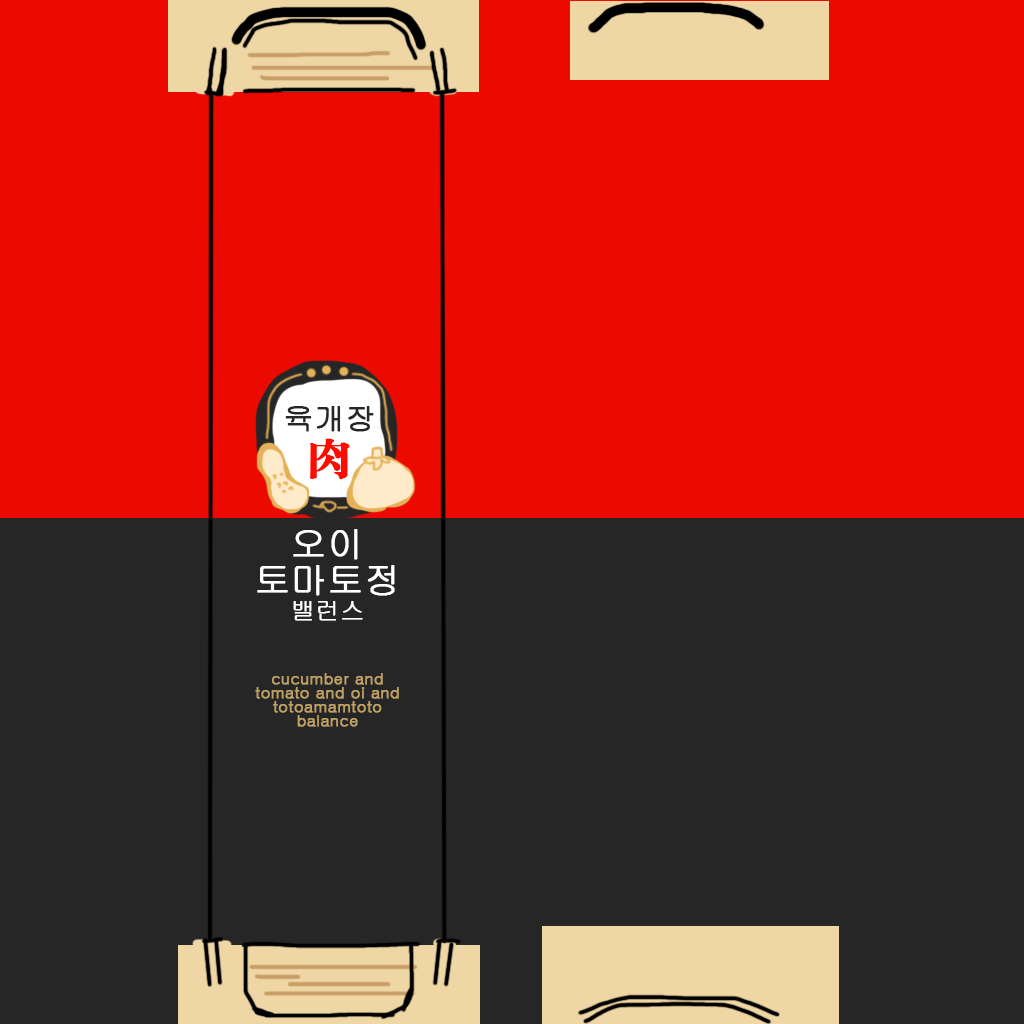 육개장
肉
오이
토마토정
밸런스
cucumber and
tomato and oi and
totoamamtoto
balance